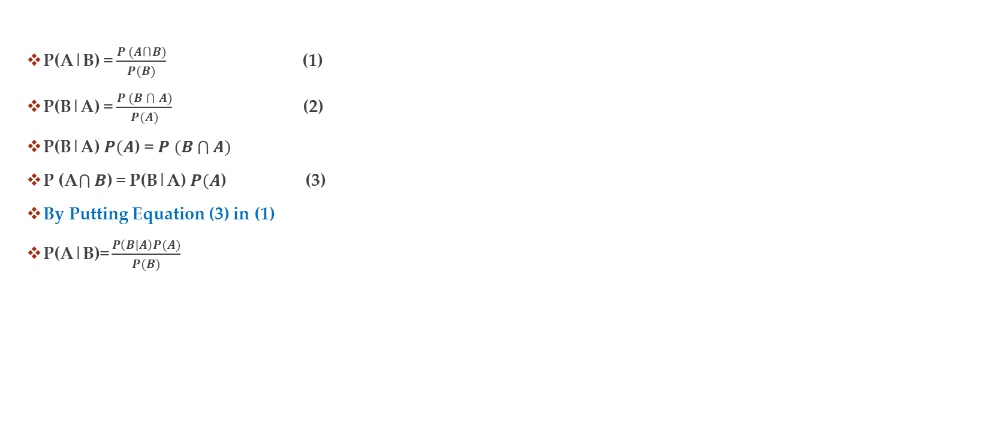 ❖ P(A|B) = P (A∩B) / P(B) (1)
❖ P(B|A) = P (B ∩ A) / P(A) (2)
❖ P(B|A) P(A) = P (B ∩ A)
❖ P (A∩ B) = P(B|A) P(A) (3)
❖ By Putting Equation (3) in (1)
❖ P(A|B)= P(B|A)P(A) / P(B)